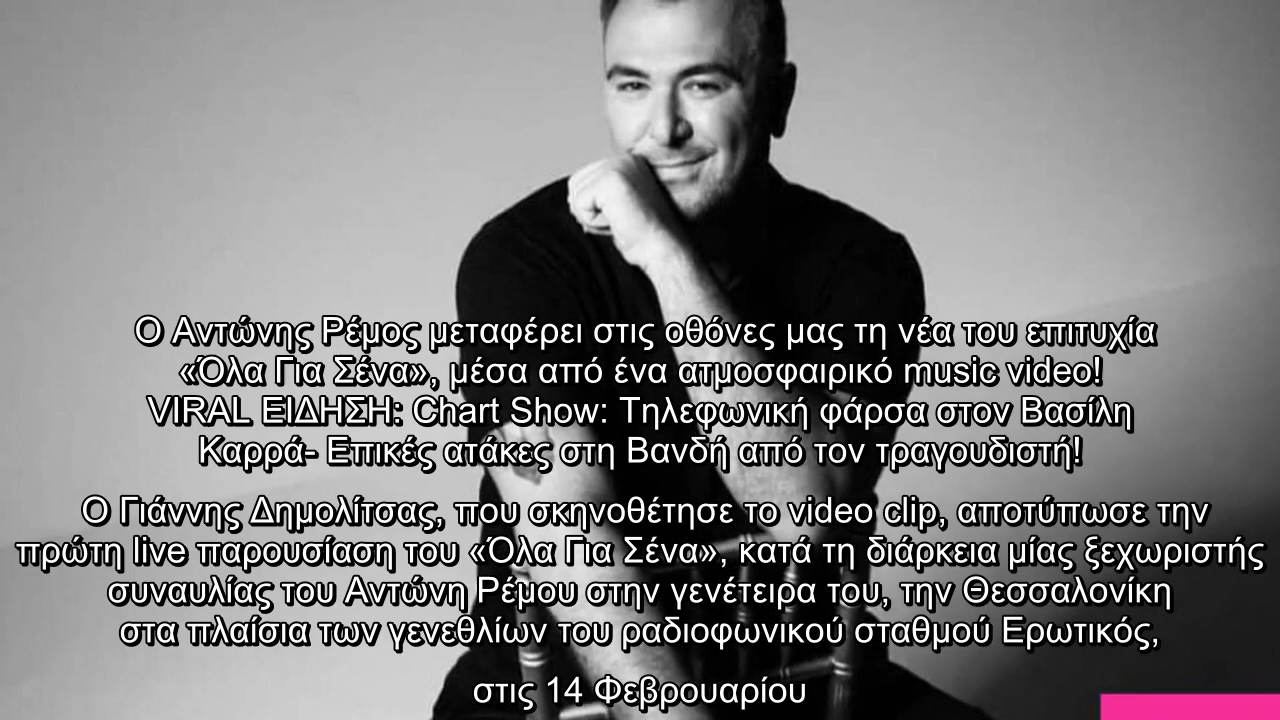 Ο Αντώνης Ρέμος μεταφέρει στις οθόνες μας τη νέα του επιτυχία
«Όλα Για Σένα», μέσα από ένα ατμοσφαιρικό music video!
VIRAL ΕΙΔΗΣΗ: Chart Show: Τηλεφωνική φάρσα στον Βασίλη
Καρρά- Επικές ατάκες στη Βανδή από τον τραγουδιστή!
Ο Γιάννης Δημολίτσας, που σκηνοθέτησε το video clip, αποτύπωσε την
πρώτη live παρουσίαση του «Όλα Για Σένα», κατά τη διάρκεια μίας ξεχωριστής
συναυλίας του Αντώνη Ρέμου στην γενέτειρα του, την Θεσσαλονίκη
στα πλαίσια των γενεθλίων του ραδιοφωνικού σταθμού Ερωτικός,
στις 14 Φεβρουαρίου